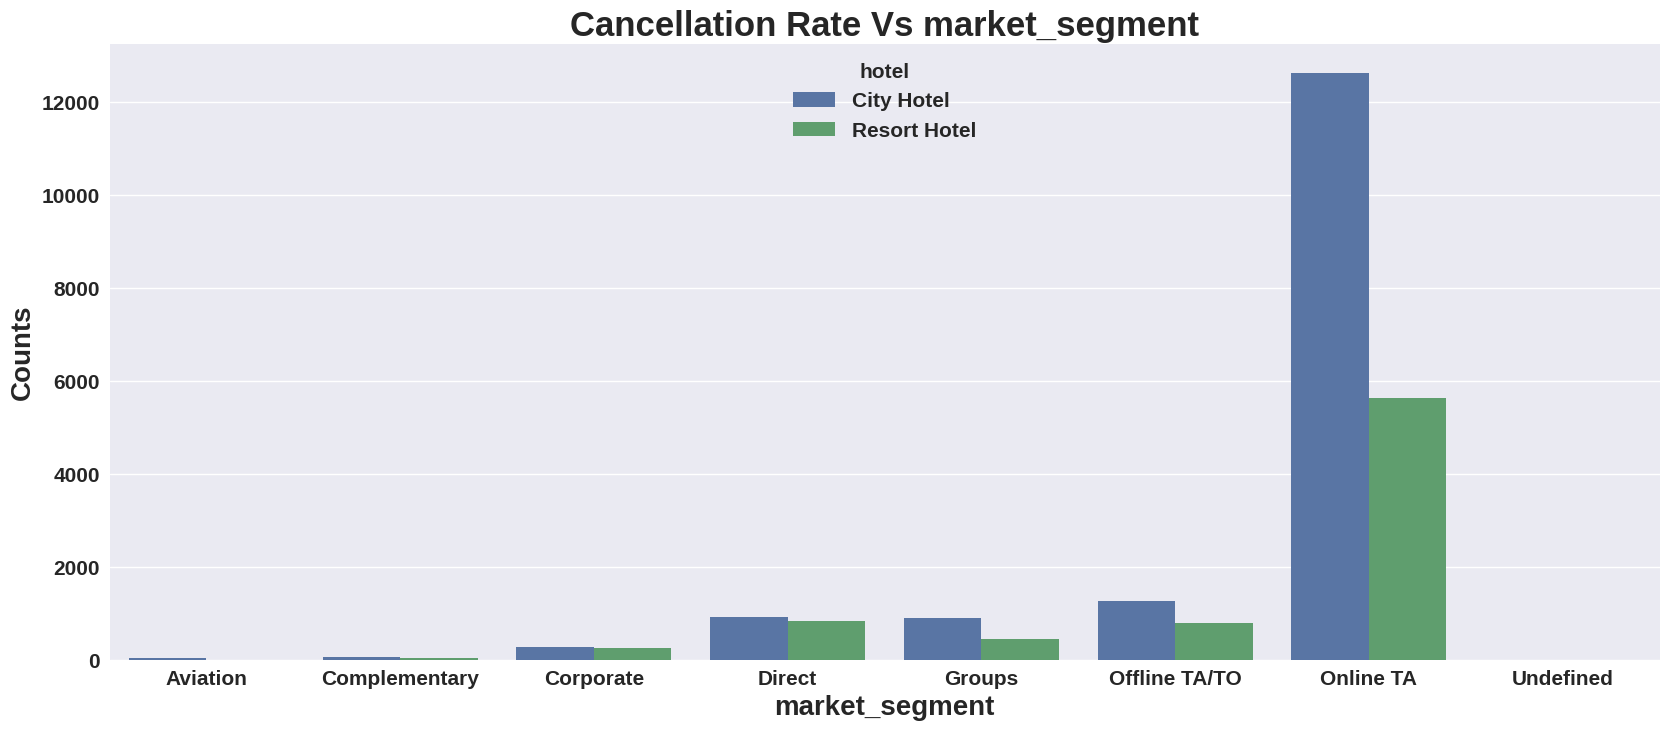 Cancellation Rate Vs market_segment
hotel
City Hotel
Resort Hotel
Counts
12000
10000
8000
6000
4000
2000
0
Aviation Complementary Corporate Direct Groups Offline TA/TO Online TA Undefined
market_segment